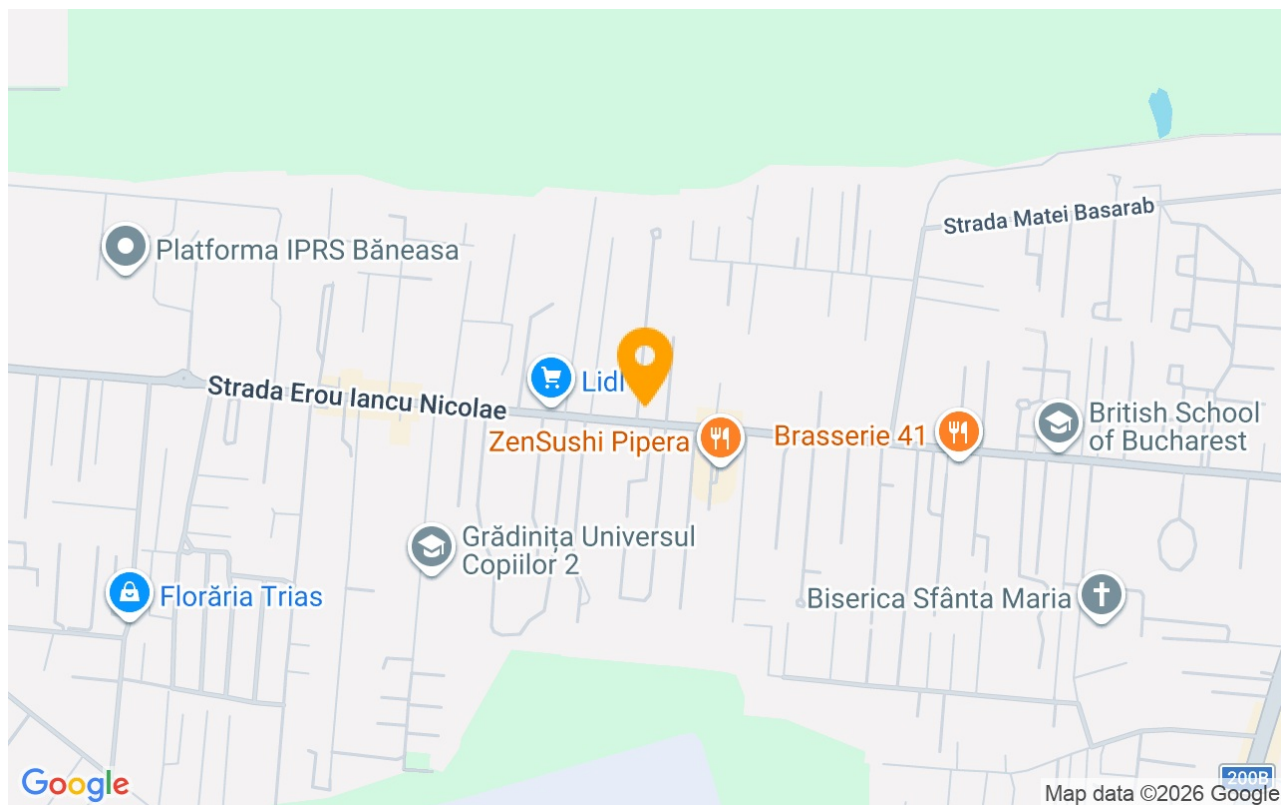 Strada Matei Basarab
Platforma IPRS Băneasa
Lidl
Strada Erou Iancu Nicolae
ZenSushi Pipera
Brasserie 41
British School
of Bucharest
Grădinița Universul
Copiilor 2
Florăria Trias
Biserica Sfânta Maria
200B
Google
Map data ©2026 Google